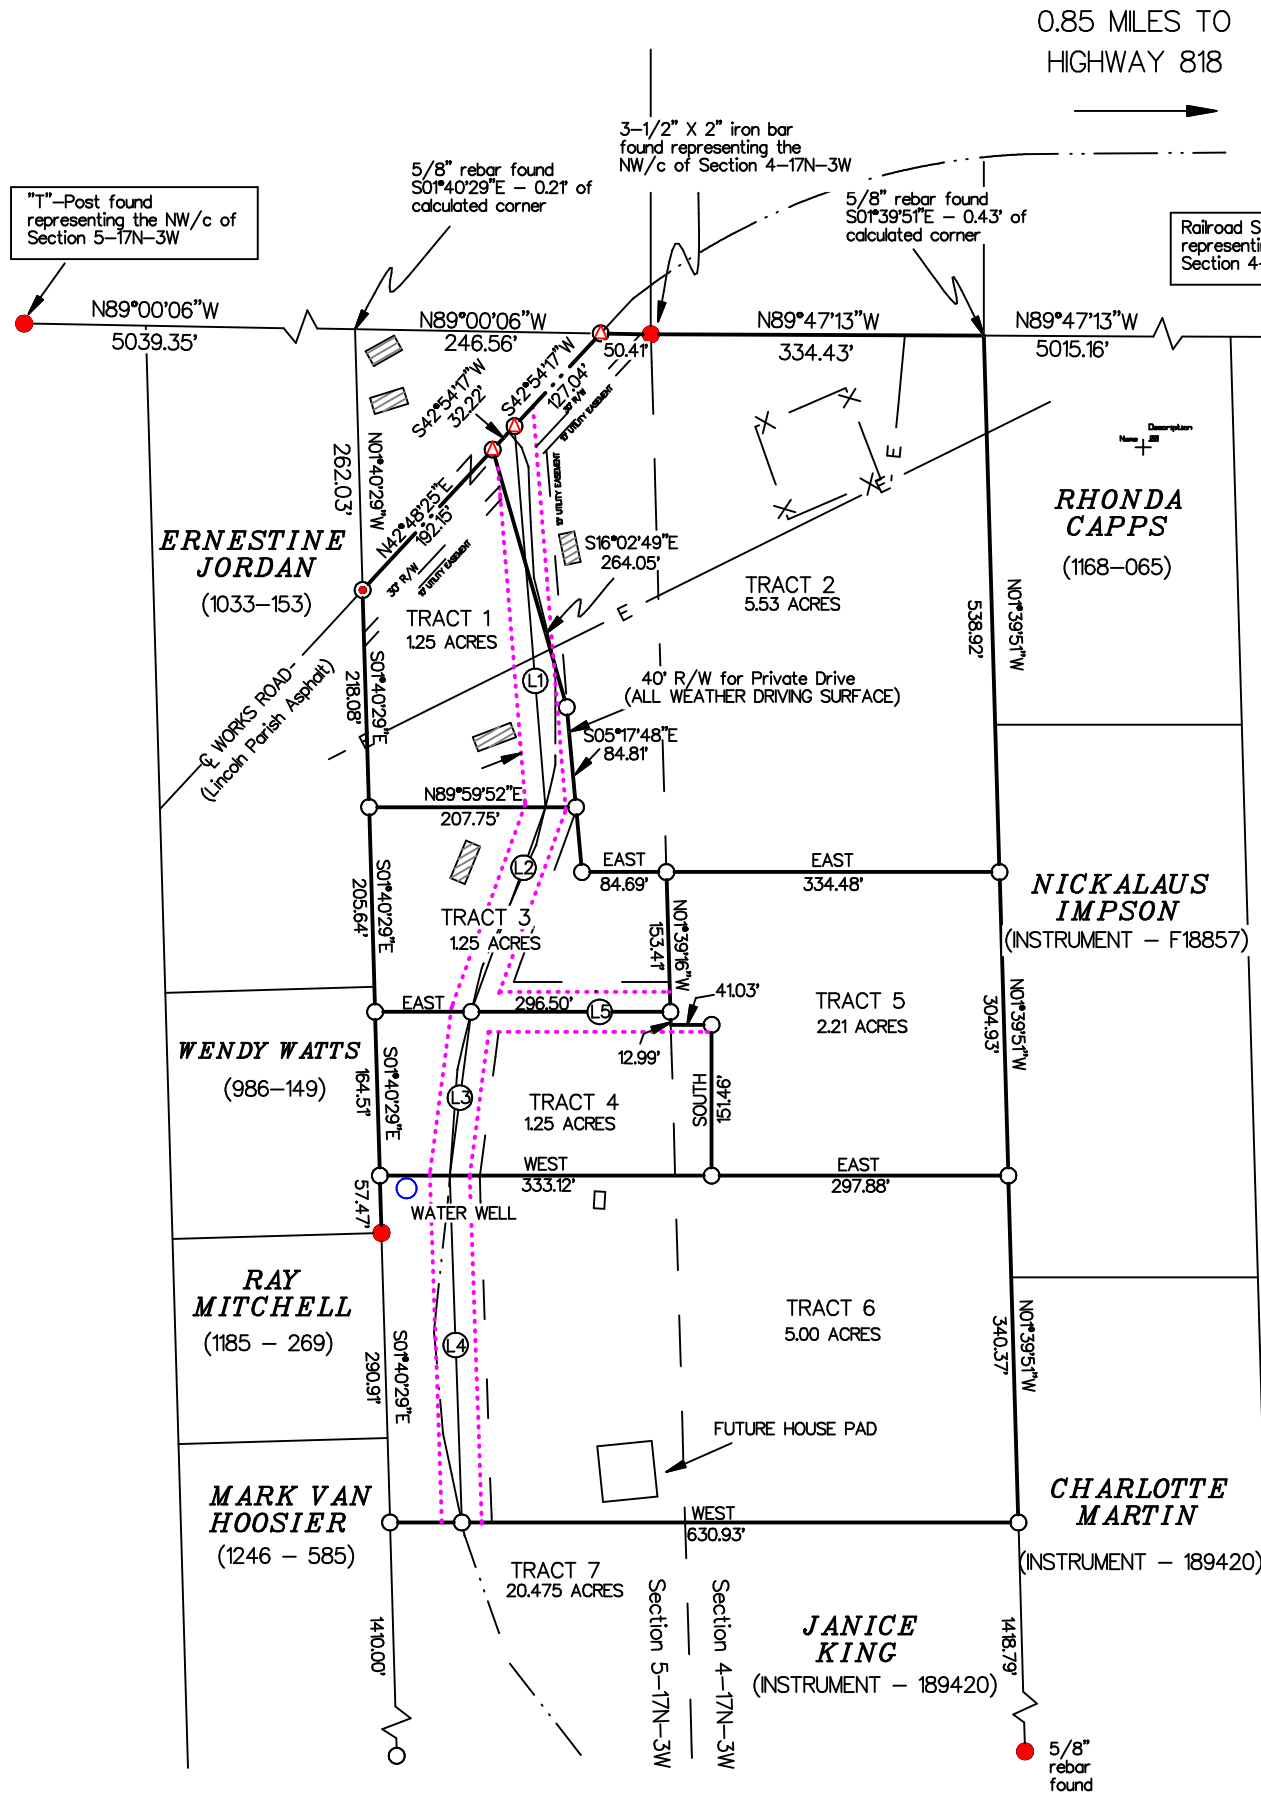 0.85 MILES TO
HIGHWAY 818
3-1/2" X 2" iron bar
found representing the
NW/c of Section 4-17N-3W
5/8" rebar found
S01°40'29"E - 0.21' of
calculated corner
"T"-Post found
representing the NW/c of
Section 5-17N-3W
5/8" rebar found
S01°39'51"E - 0.43' of
calculated corner
Railroad S
representi
Section 4-
N89°00'06"W
5039.35'
N89°00'06"W
246.56'
50.41'
N89°47'13"W
334.43'
N89°47'13"W
5015.16'
S42°54'17"W
32.22'
S42°54'17"W
127.04'
30' R/W
10' UTILITY EASEMENT
10' UTILITY EASEMENT
N01°40'29"W
262.03'
N42°48'25"E
192.15'
30' R/W
10' UTILITY EASEMENT
E
E
Description
Name
RHONDA
CAPPS
(1168-065)
ERNESTINE
JORDAN
(1033-153)
S16°02'49"E
264.05'
TRACT 2
5.53 ACRES
TRACT 1
1.25 ACRES
E
N01°39'51"W
538.92'
L1
40' R/W for Private Drive
(ALL WEATHER DRIVING SURFACE)
S01°40'29"E
218.08'
E
℄ WORKS ROAD-
(Lincoln Parish Asphalt)
S05°17'48"E
84.81'
N89°59'52"E
207.75'
L2
EAST
84.69'
EAST
334.48'
S01°40'29"E
205.64'
NICKALAUS
IMPSON
(INSTRUMENT - F18857)
TRACT 3
1.25 ACRES
N01°39'16"W
153.41'
41.03'
TRACT 5
2.21 ACRES
EAST
296.50'
L5
12.99'
N01°39'51"W
304.93'
WENDY WATTS
(986-149)
S01°40'29"E
164.51'
L3
TRACT 4
1.25 ACRES
SOUTH
151.46'
WEST
333.12'
EAST
297.88'
57.47'
WATER WELL
RAY
MITCHELL
(1185 - 269)
TRACT 6
5.00 ACRES
N01°39'51"W
340.37'
S01°40'29"E
290.91'
L4
FUTURE HOUSE PAD
MARK VAN
HOOSIER
(1246 - 585)
CHARLOTTE
MARTIN
(INSTRUMENT - 189420)
WEST
630.93'
TRACT 7
20.475 ACRES
Section 5-17N-3W
Section 4-17N-3W
JANICE
KING
(INSTRUMENT - 189420)
1410.00'
1418.79'
5/8"
rebar
found